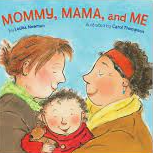 MOMMY, MAMA, and ME
by Lesléa Newman
illustrated by Carol Thompson